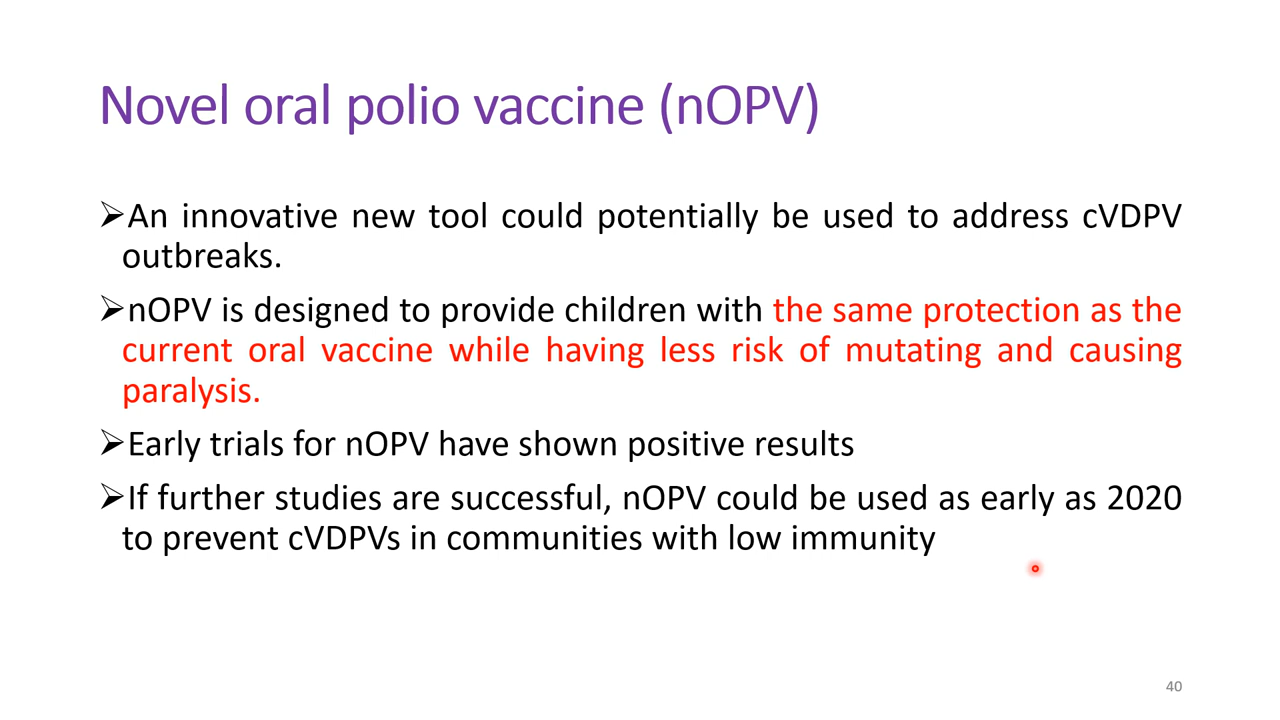 Novel oral polio vaccine (nOPV)
➢An innovative new tool could potentially be used to address cVDPV
outbreaks.
➢nOPV is designed to provide children with the same protection as the
current oral vaccine while having less risk of mutating and causing
paralysis.
➢Early trials for nOPV have shown positive results
➢If further studies are successful, nOPV could be used as early as 2020
to prevent cVDPVs in communities with low immunity
40